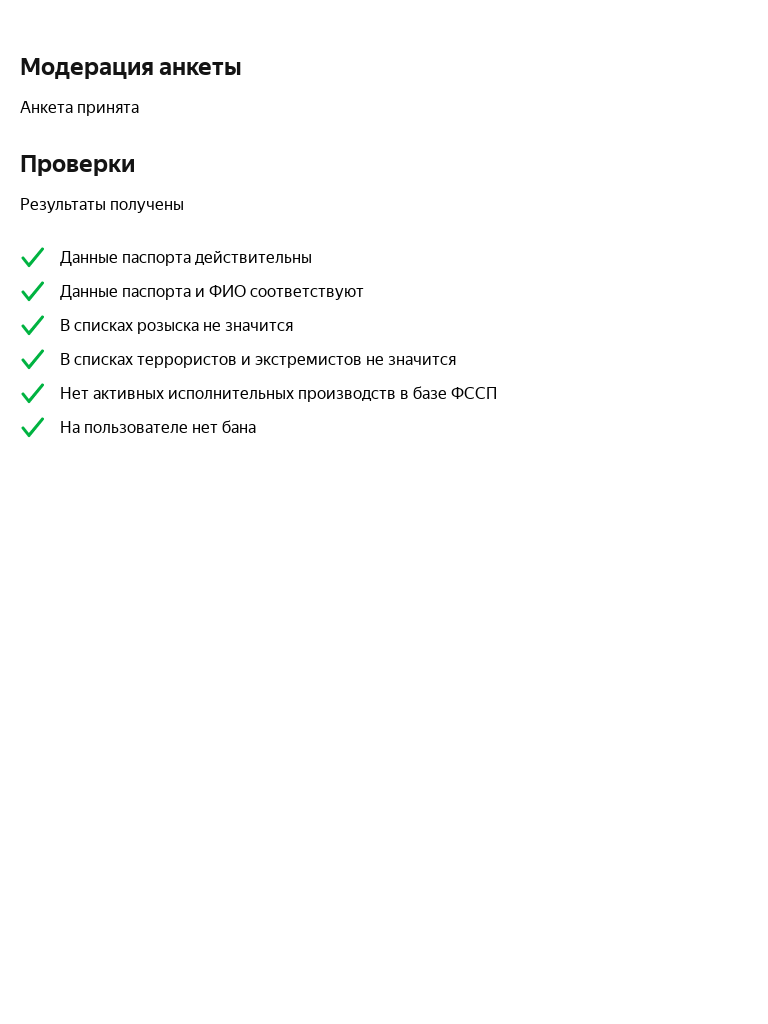 Модерация анкеты
Анкета принята
Проверки
Результаты получены
Данные паспорта действительны
Данные паспорта и ФИО соответствуют
В списках розыска не значится
В списках террористов и экстремистов не значится
Нет активных исполнительных производств в базе ФССП
На пользователе нет бана